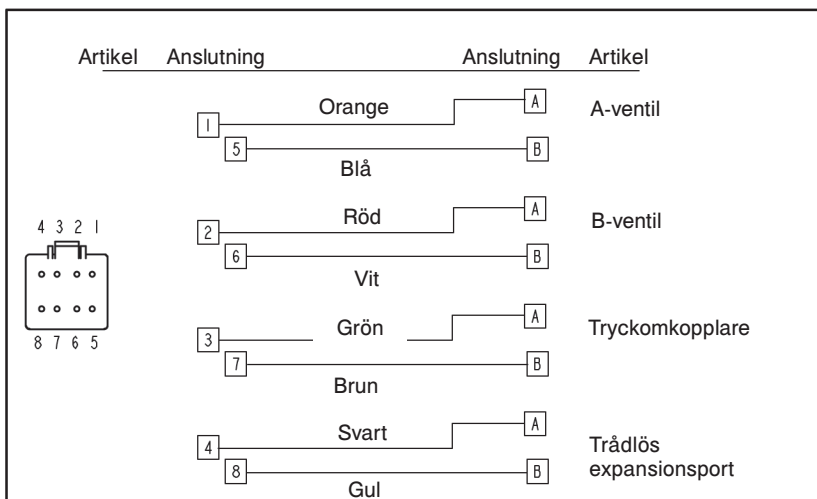 Artikel Anslutning Anslutning Artikel
Orange A A-ventil
1
5 B
Blå
Röd A B-ventil
2
6 B
Vit
4 3 2 1
8 7 6 5
Grön A Tryckomkopplare
3
7 B
Brun
Svart A
4
Trådlös
8 B expansionsport
Gul